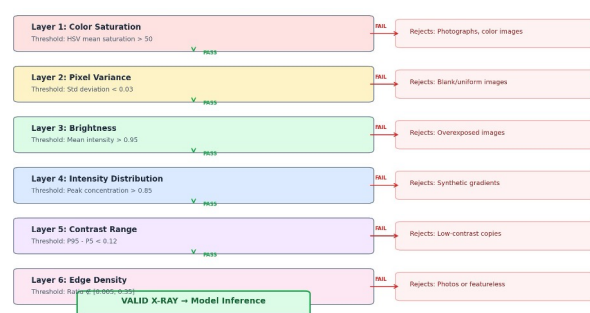 Layer 1: Color Saturation
Threshold: HSV mean saturation > 50
FAIL
Rejects: Photographs, color images
PASS
Layer 2: Pixel Variance
Threshold: Std deviation < 0.03
FAIL
Rejects: Blank/uniform images
PASS
Layer 3: Brightness
Threshold: Mean intensity > 0.95
FAIL
Rejects: Overexposed images
PASS
Layer 4: Intensity Distribution
Threshold: Peak concentration > 0.85
FAIL
Rejects: Synthetic gradients
PASS
Layer 5: Contrast Range
Threshold: P95 - P5 < 0.12
FAIL
Rejects: Low-contrast copies
PASS
Layer 6: Edge Density
Threshold: Ratio ∉ [0.005, 0.35]
FAIL
Rejects: Photos or featureless
VALID X-RAY → Model Inference